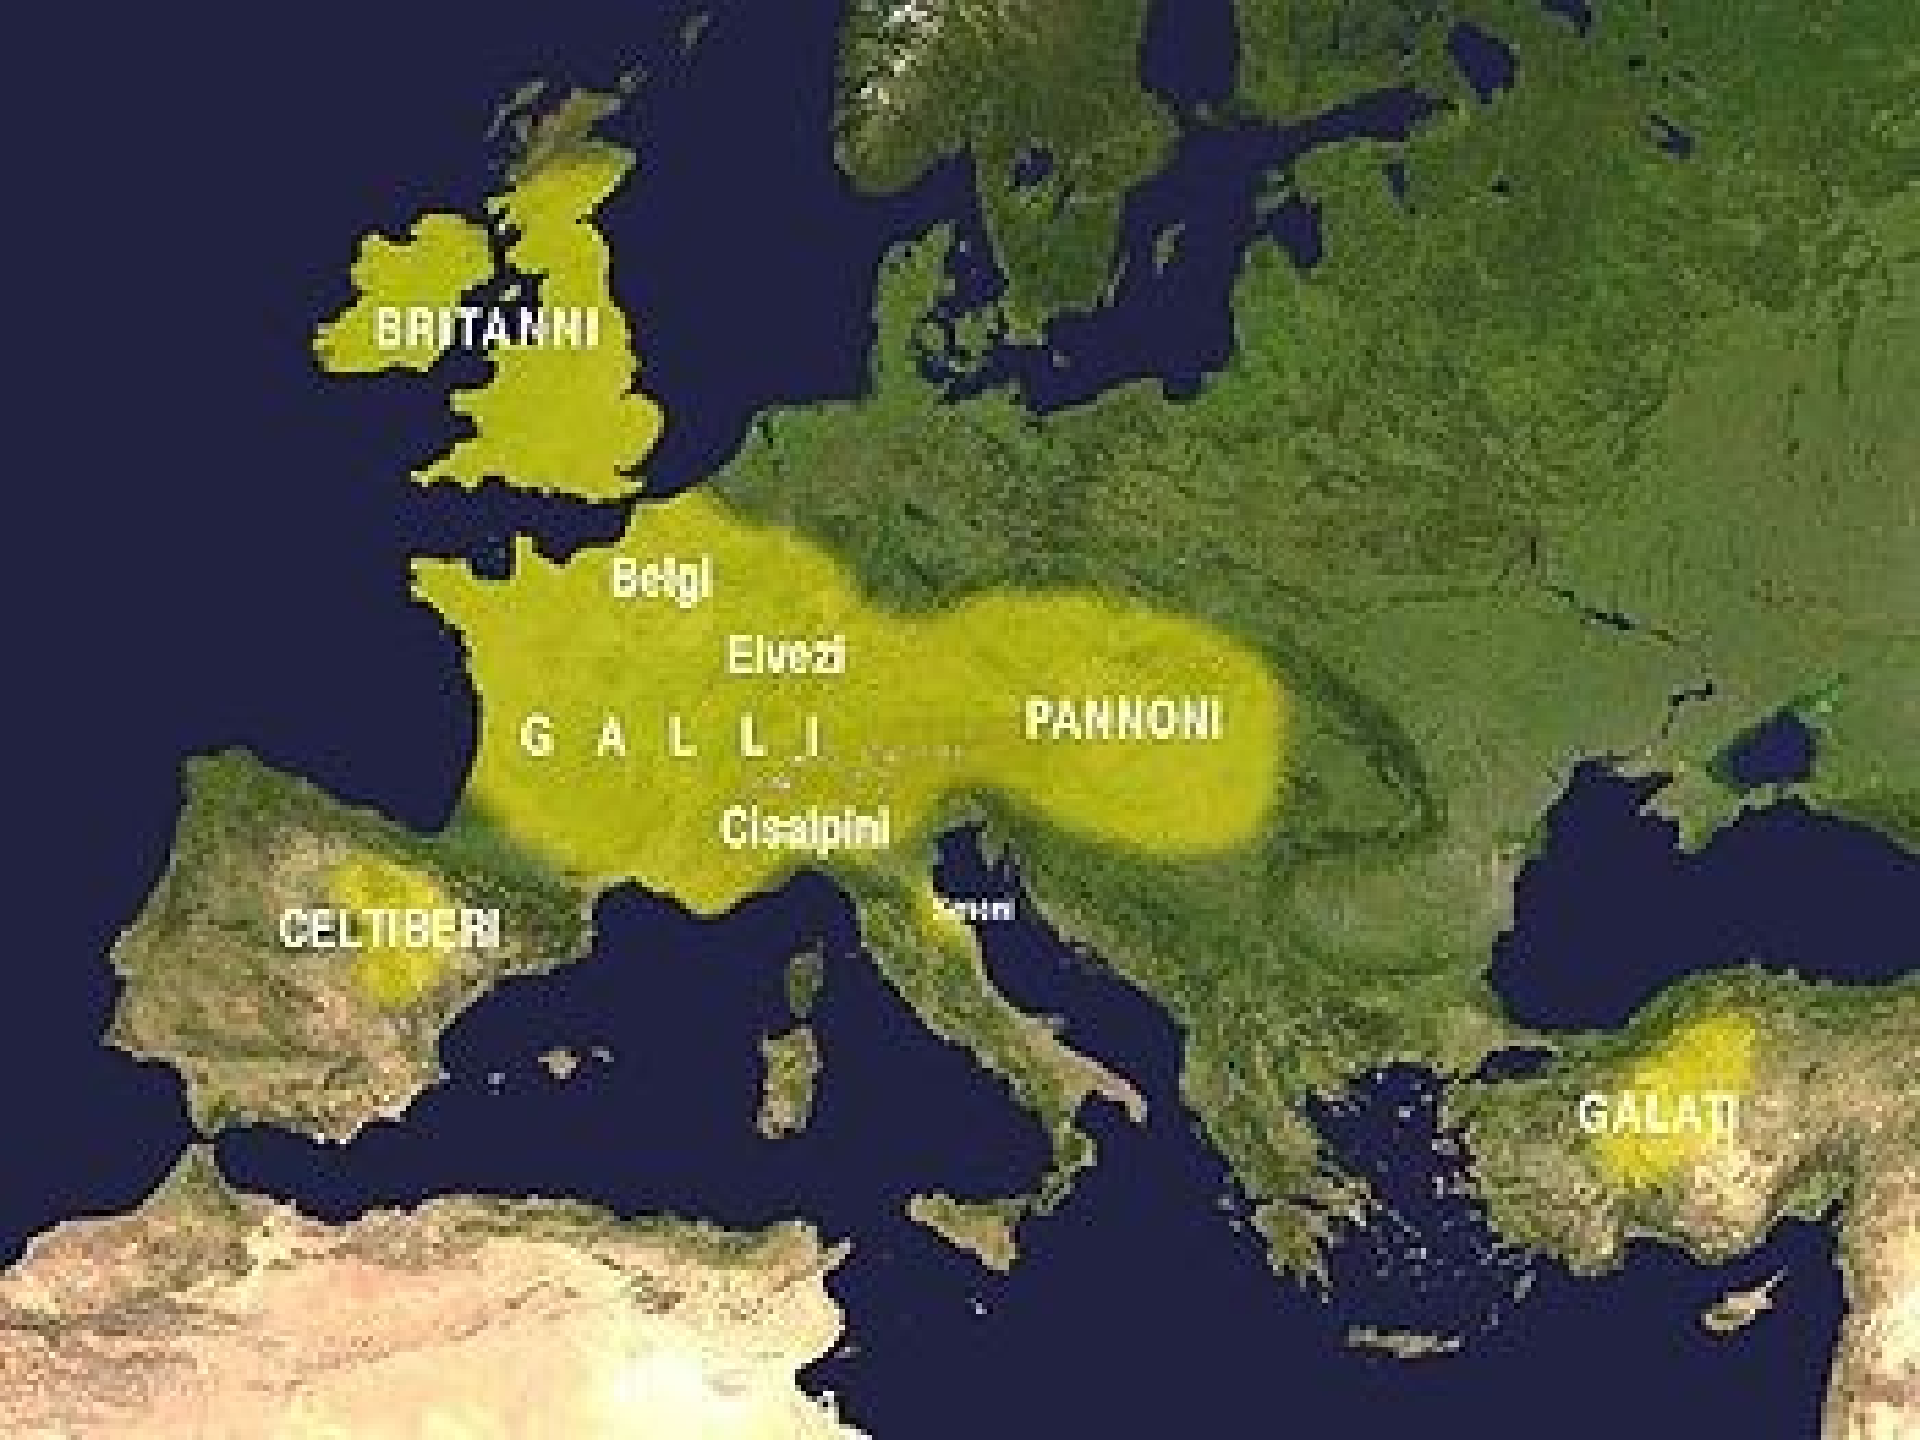 BRITANNI
Belgi
Elvezi
PANNONI
G A L L I
Cisalpini
CELTIBERI
GALATI